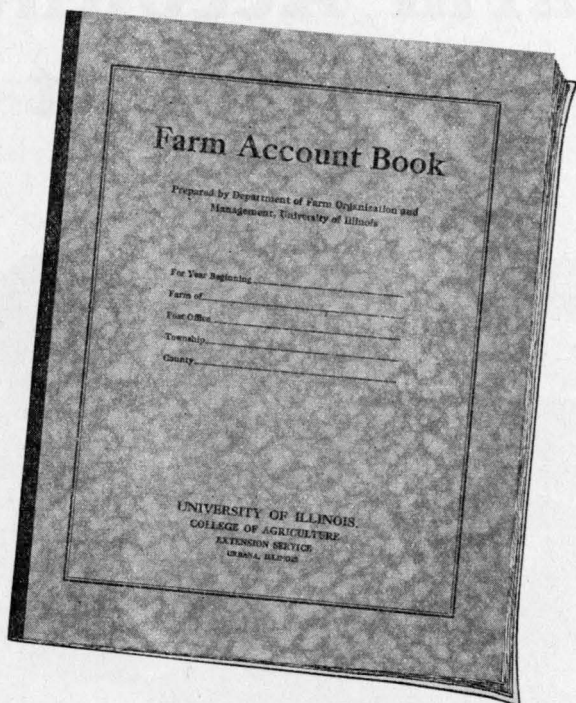 Farm Account Book
Prepared by Department of Farm Organization and
Management, University of Illinois
For Year Beginning
Farm of
Post Office
Township
County
UNIVERSITY OF ILLINOIS.
COLLEGE OF AGRICULTURE
EXTENSION SERVICE
URBANA, ILLINOIS